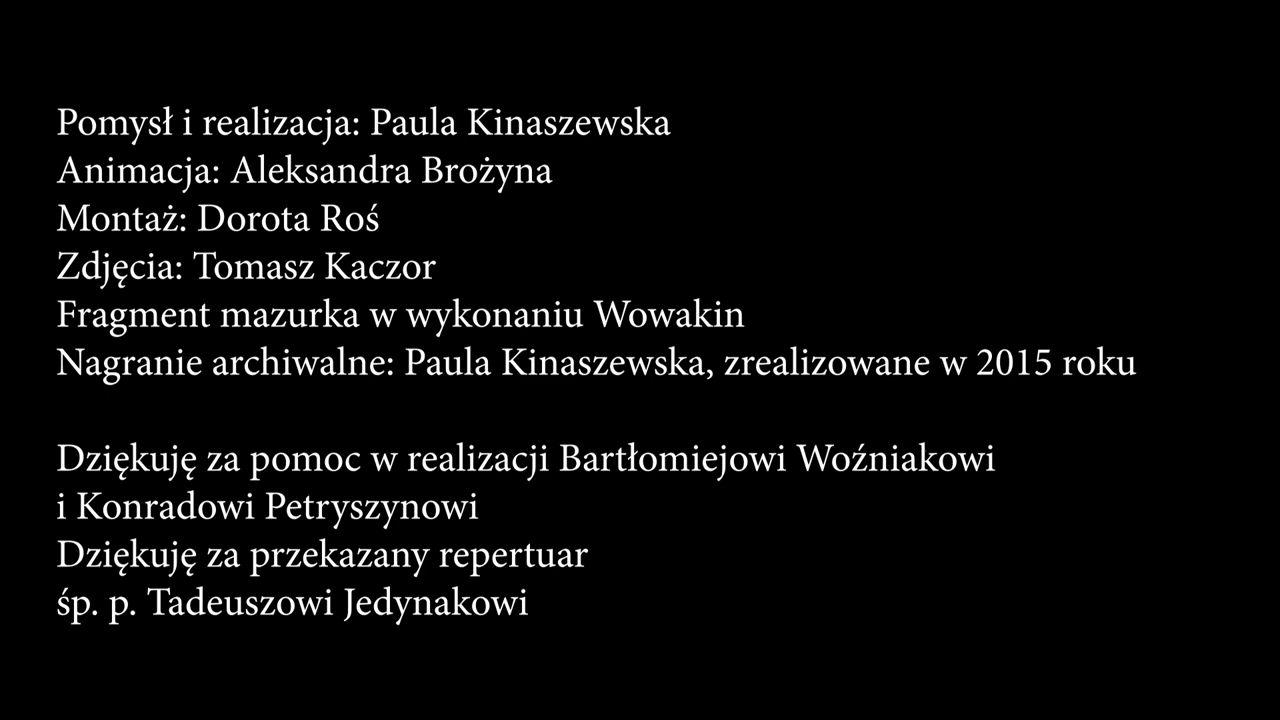 Pomysł i realizacja: Paula Kinaszewska
Animacja: Aleksandra Brożyna
Montaż: Dorota Roś
Zdjęcia: Tomasz Kaczor
Fragment mazurka w wykonaniu Wowakin
Nagranie archiwalne: Paula Kinaszewska, zrealizowane w 2015 roku
Dziękuję za pomoc w realizacji Bartłomiejowi Woźniakowi
i Konradowi Petryszynowi
Dziękuję za przekazany repertuar
śp. p. Tadeuszowi Jedynakowi